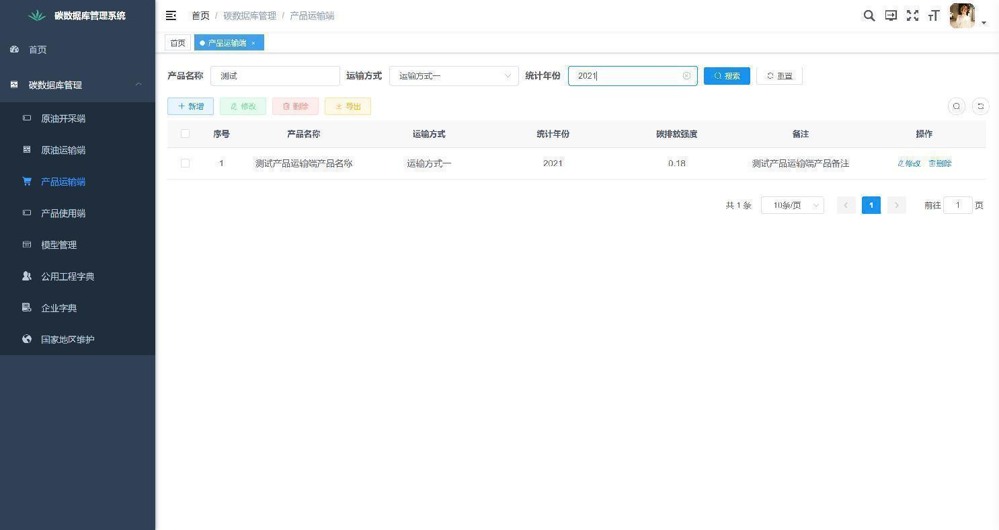 碳数据库管理系统
首页 / 碳数据库管理 / 产品运输端
首页
碳数据库管理
原油开采端
原油运输端
产品运输端
产品使用端
模型管理
公用工程字典
企业字典
国家地区维护
首页 产品运输端 ×
产品名称 测试 运输方式 运输方式一 统计年份 2021 搜索 重置
+ 新增 修改 删除 导出
序号 产品名称 运输方式 统计年份 碳排放强度 备注 操作
1 测试产品运输端产品名称 运输方式一 2021 0.18 测试产品运输端产品备注 修改 删除
共 1 条 10条/页 < 1 > 前往 1 页